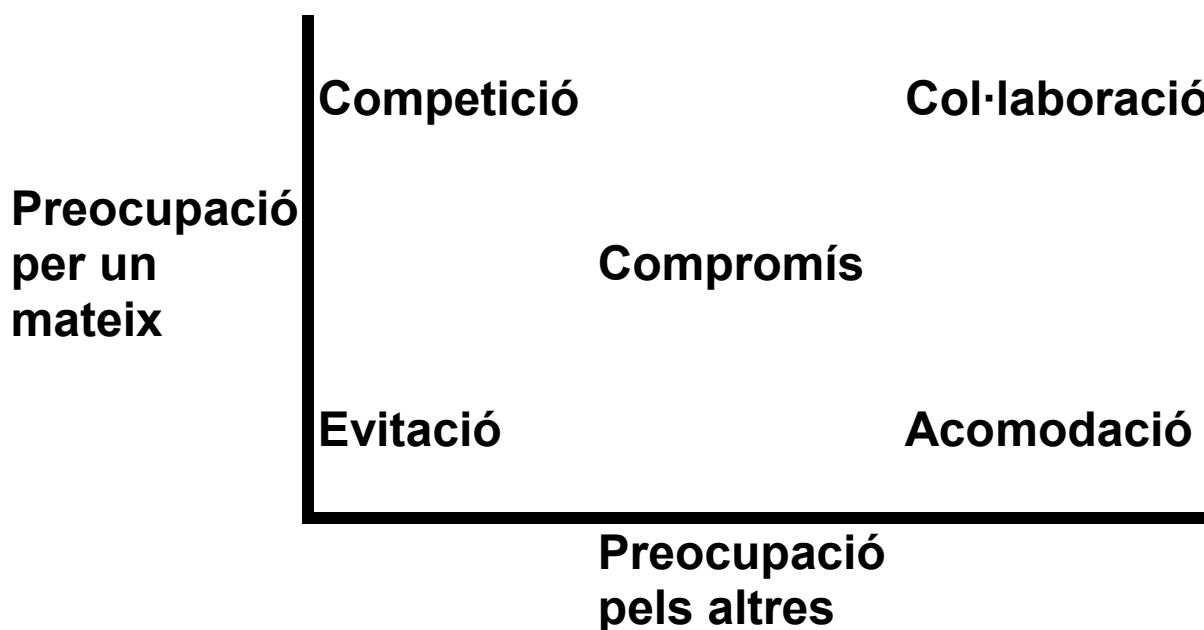 Competició Col·laboració
Preocupació
per un
mateix
Compromís
Evitació Acomodació
Preocupació
pels altres